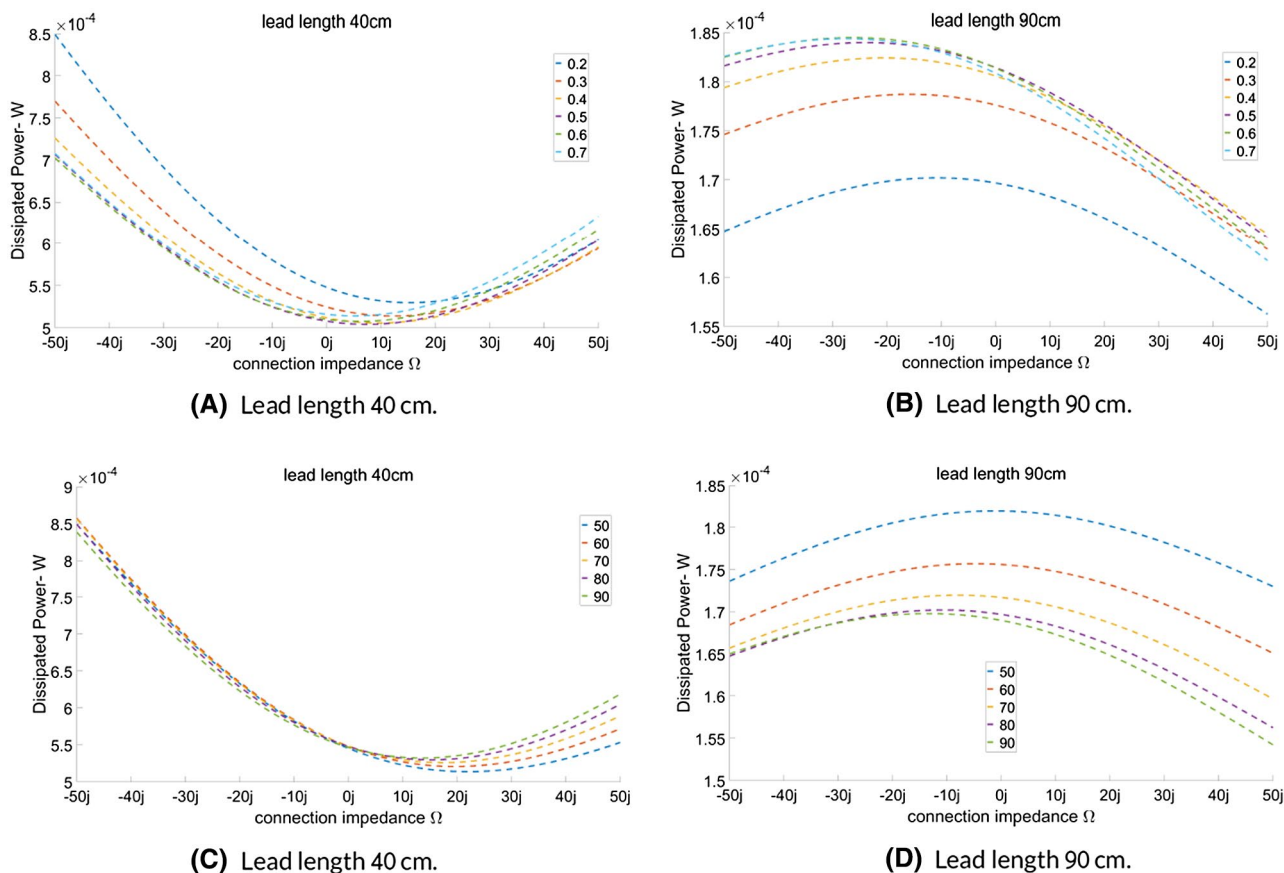 lead length 40cm
×10⁻⁴
8.5
8
7.5
7
6.5
6
5.5
5
Dissipated Power- W
-50j -40j -30j -20j -10j 0j 10j 20j 30j 40j 50j
connection impedance Ω
0.2
0.3
0.4
0.5
0.6
0.7
(A) Lead length 40 cm.
lead length 90cm
×10⁻⁴
1.85
1.8
1.75
1.7
1.65
1.6
1.55
Dissipated Power- W
-50j -40j -30j -20j -10j 0j 10j 20j 30j 40j 50j
connection impedance Ω
0.2
0.3
0.4
0.5
0.6
0.7
(B) Lead length 90 cm.
lead length 40cm
×10⁻⁴
9
8.5
8
7.5
7
6.5
6
5.5
5
Dissipated Power- W
-50j -40j -30j -20j -10j 0j 10j 20j 30j 40j 50j
connection impedance Ω
50
60
70
80
90
(C) Lead length 40 cm.
lead length 90cm
×10⁻⁴
1.85
1.8
1.75
1.7
1.65
1.6
1.55
1.5
Dissipated Power- W
-50j -40j -30j -20j -10j 0j 10j 20j 30j 40j 50j
connection impedance Ω
50
60
70
80
90
(D) Lead length 90 cm.